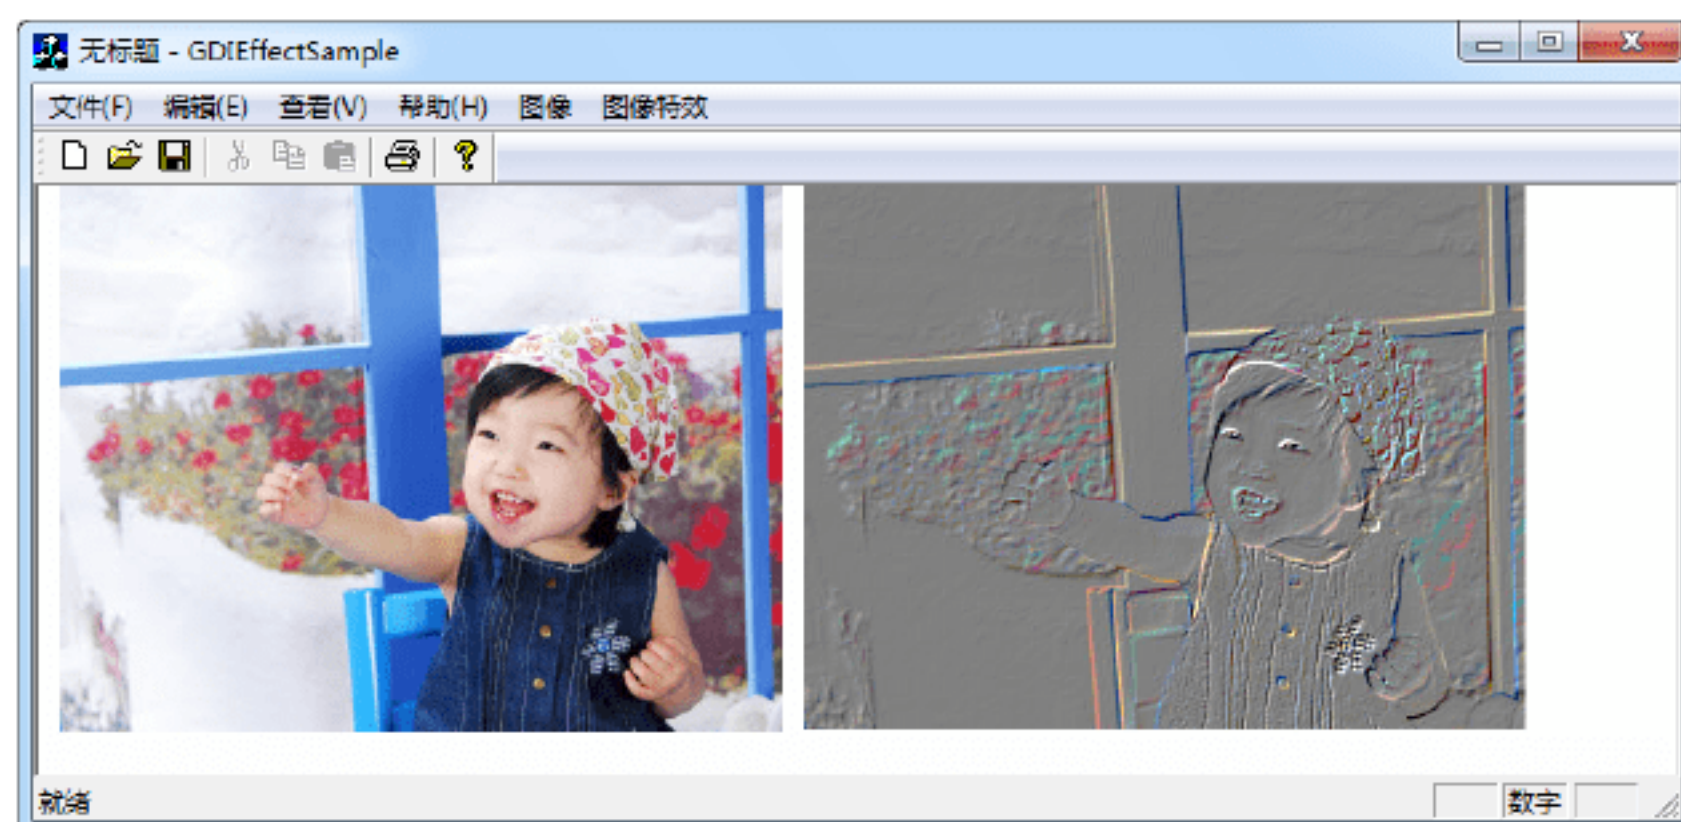 无标题 - GDIEffectSample
文件(F) 编辑(E) 查看(V) 帮助(H) 图像 图像特效
?
就绪 数字